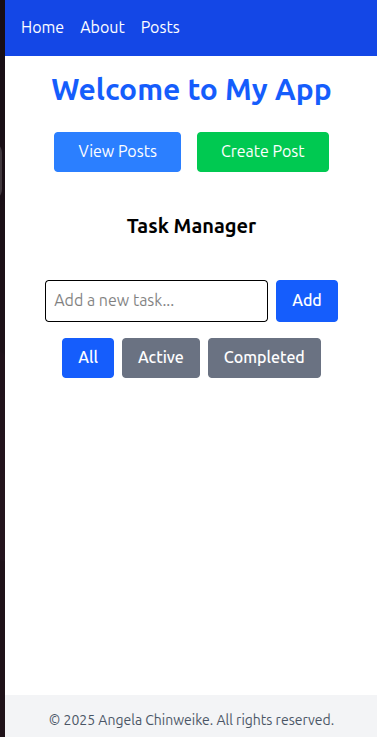 Home About Posts
Welcome to My App
View Posts Create Post
Task Manager
Add a new task... Add
All Active Completed
© 2025 Angela Chinweike. All rights reserved.